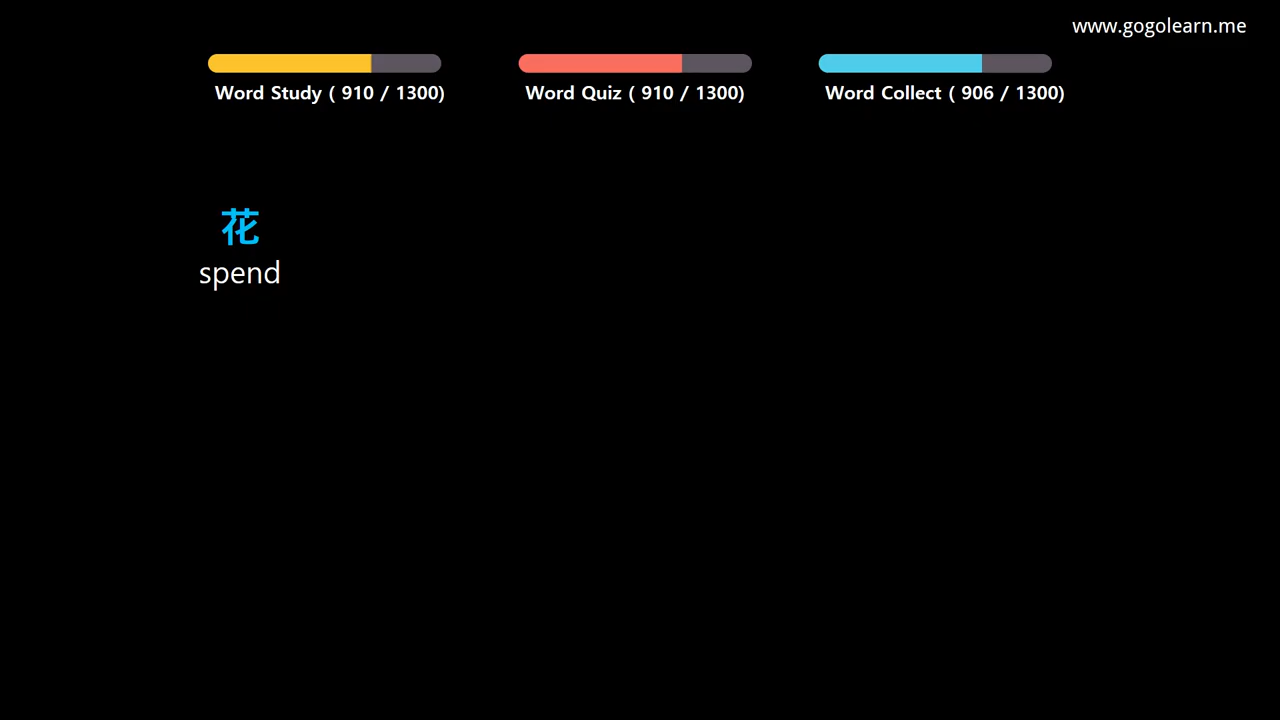 www.gogolearn.me
Word Study ( 910 / 1300)
Word Quiz ( 910 / 1300)
Word Collect ( 906 / 1300)
花
spend